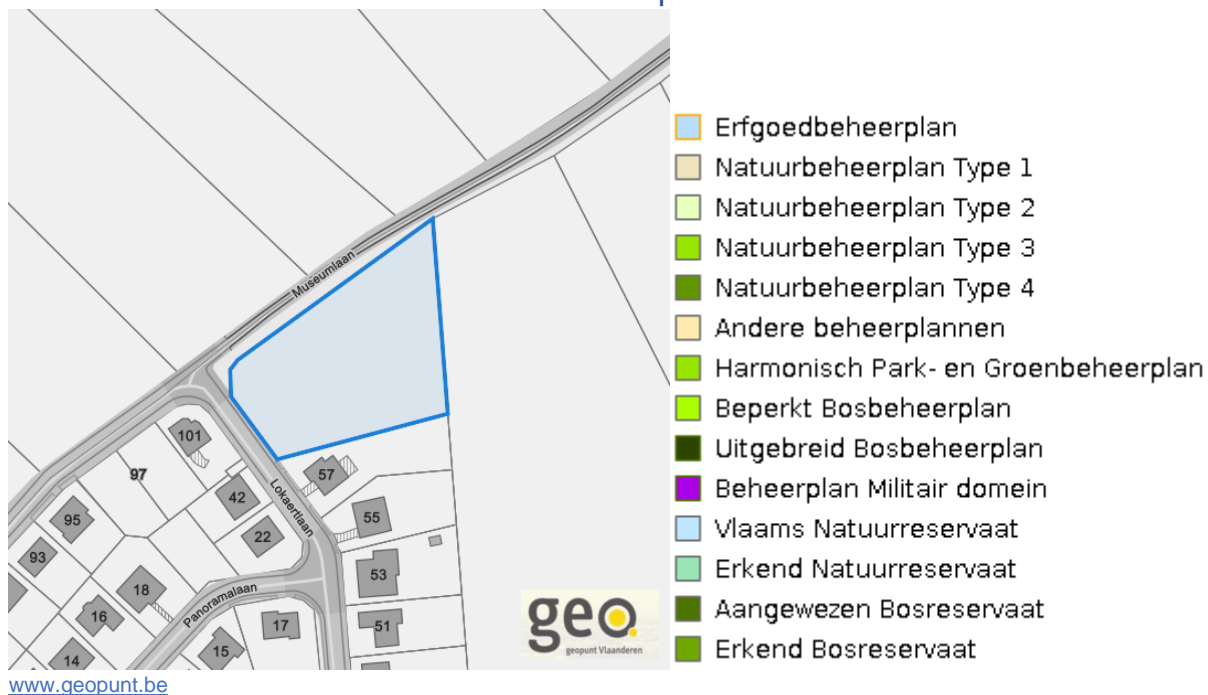 Museumlaan
101
97
95
93
42
22
57
55
53
51
Lokaertlaan
18
16
14
Panoramalaan
17
15
geo
geopunt Vlaanderen
Erfgoedbeheerplan
Natuurbeheerplan Type 1
Natuurbeheerplan Type 2
Natuurbeheerplan Type 3
Natuurbeheerplan Type 4
Andere beheerplannen
Harmonisch Park- en Groenbeheerplan
Beperkt Bosbeheerplan
Uitgebreid Bosbeheerplan
Beheerplan Militair domein
Vlaams Natuurreservaat
Erkend Natuurreservaat
Aangewezen Bosreservaat
Erkend Bosreservaat
www.geopunt.be